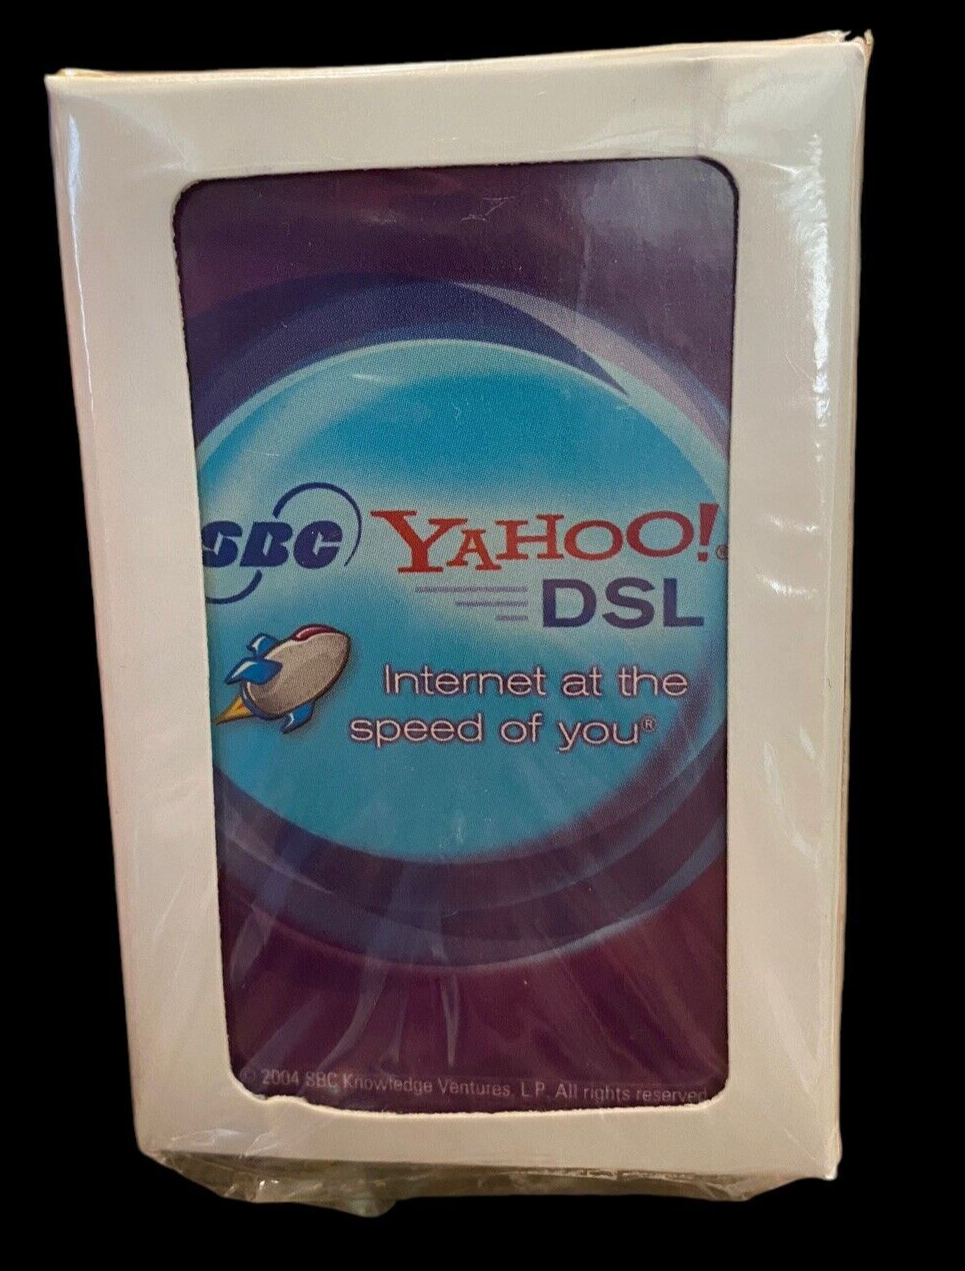 SBC YAHOO!®
DSL
Internet at the
speed of you®
© 2004 SBC Knowledge Ventures, L.P. All rights reserved